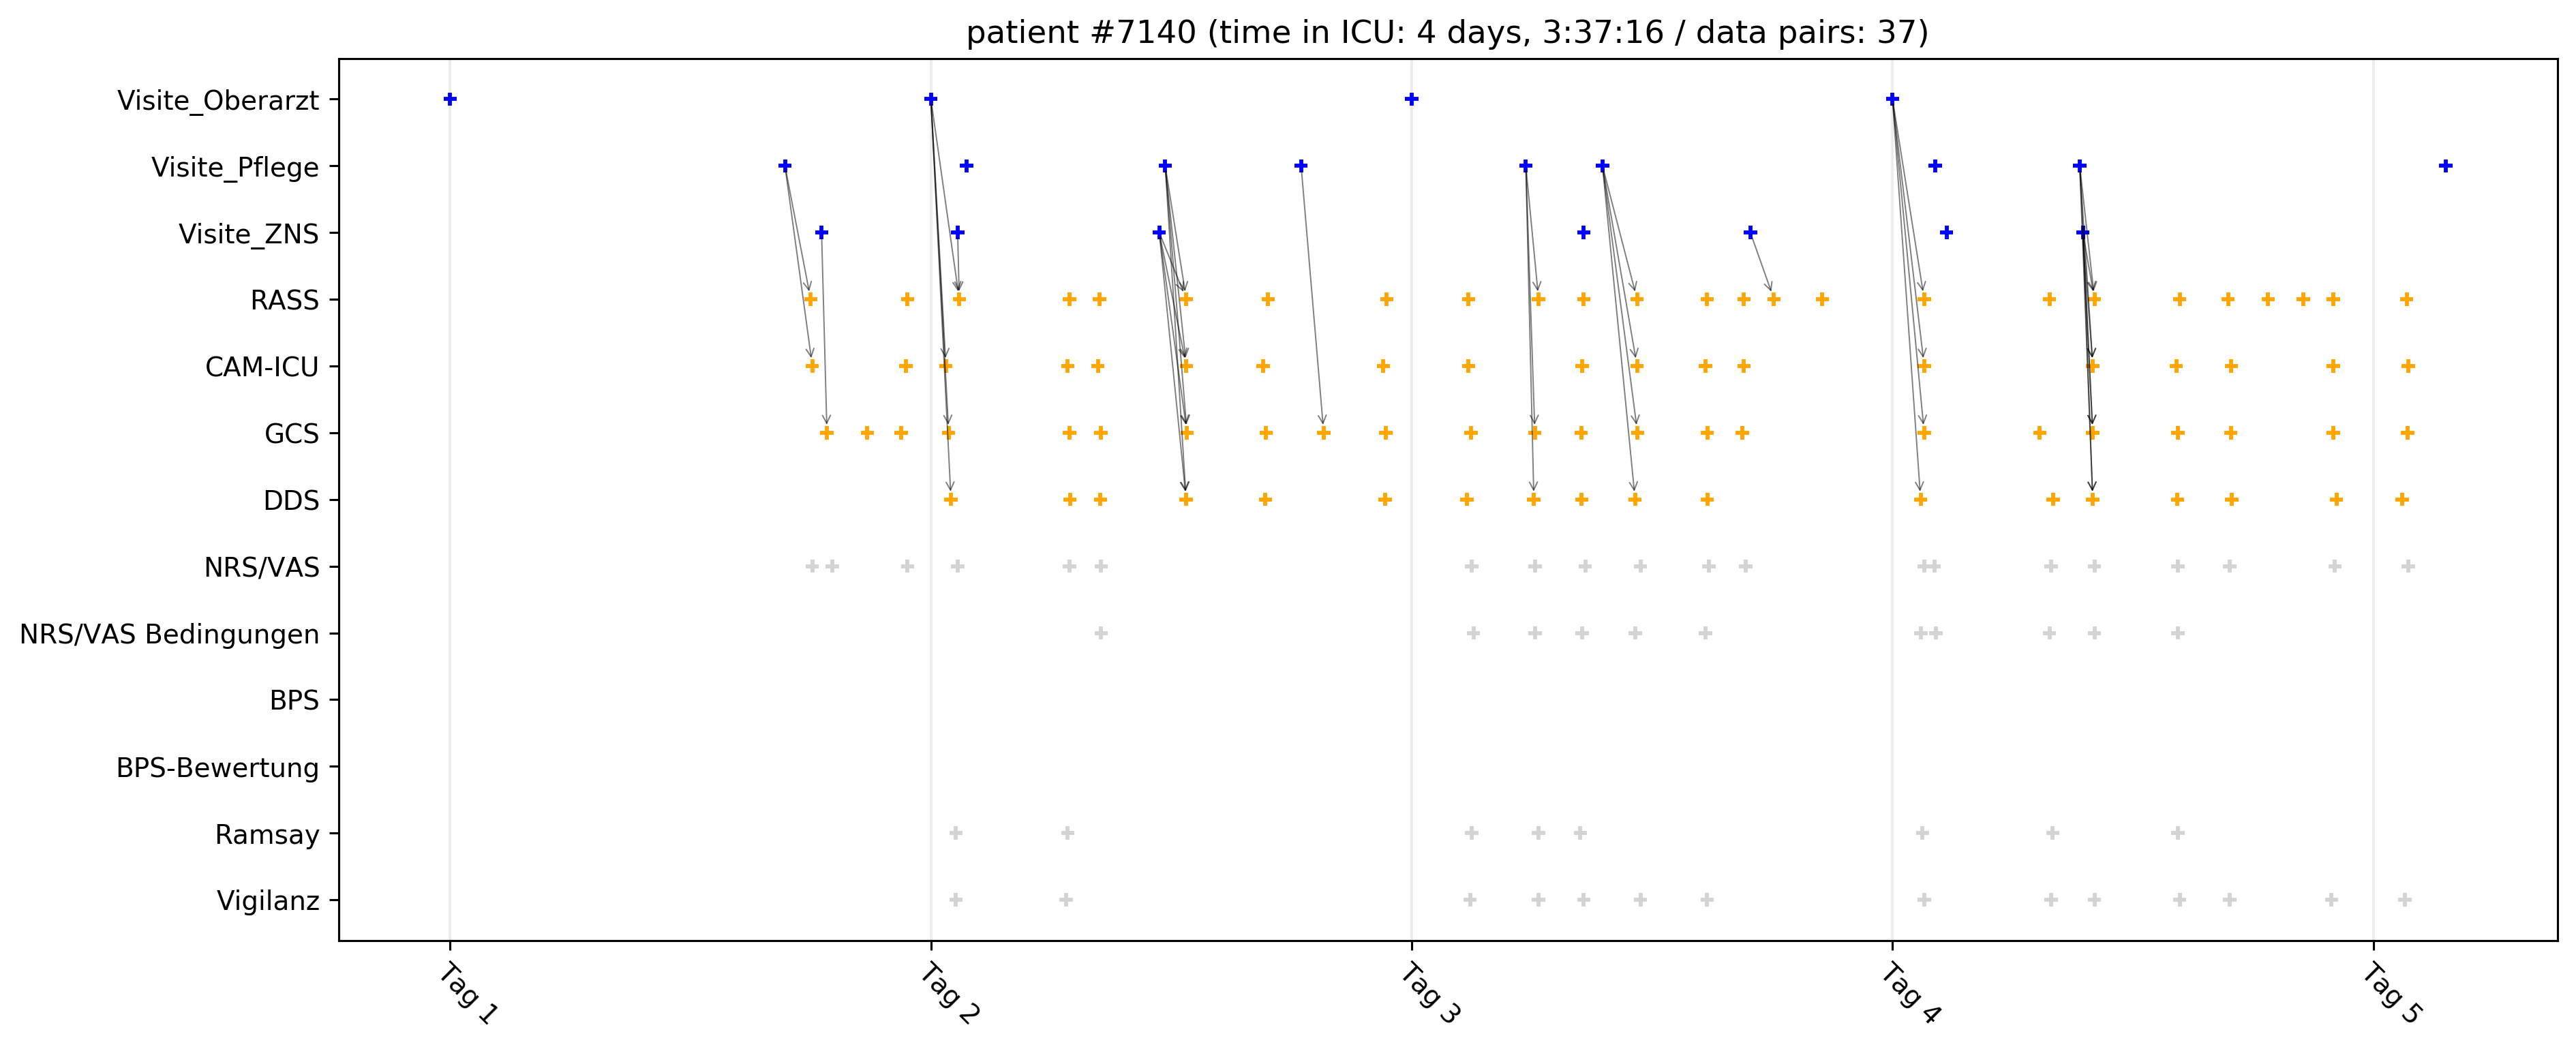 patient #7140 (time in ICU: 4 days, 3:37:16 / data pairs: 37)
Visite_Oberarzt
Visite_Pflege
Visite_ZNS
RASS
CAM-ICU
GCS
DDS
NRS/VAS
NRS/VAS Bedingungen
BPS
BPS-Bewertung
Ramsay
Vigilanz
Tag 1
Tag 2
Tag 3
Tag 4
Tag 5